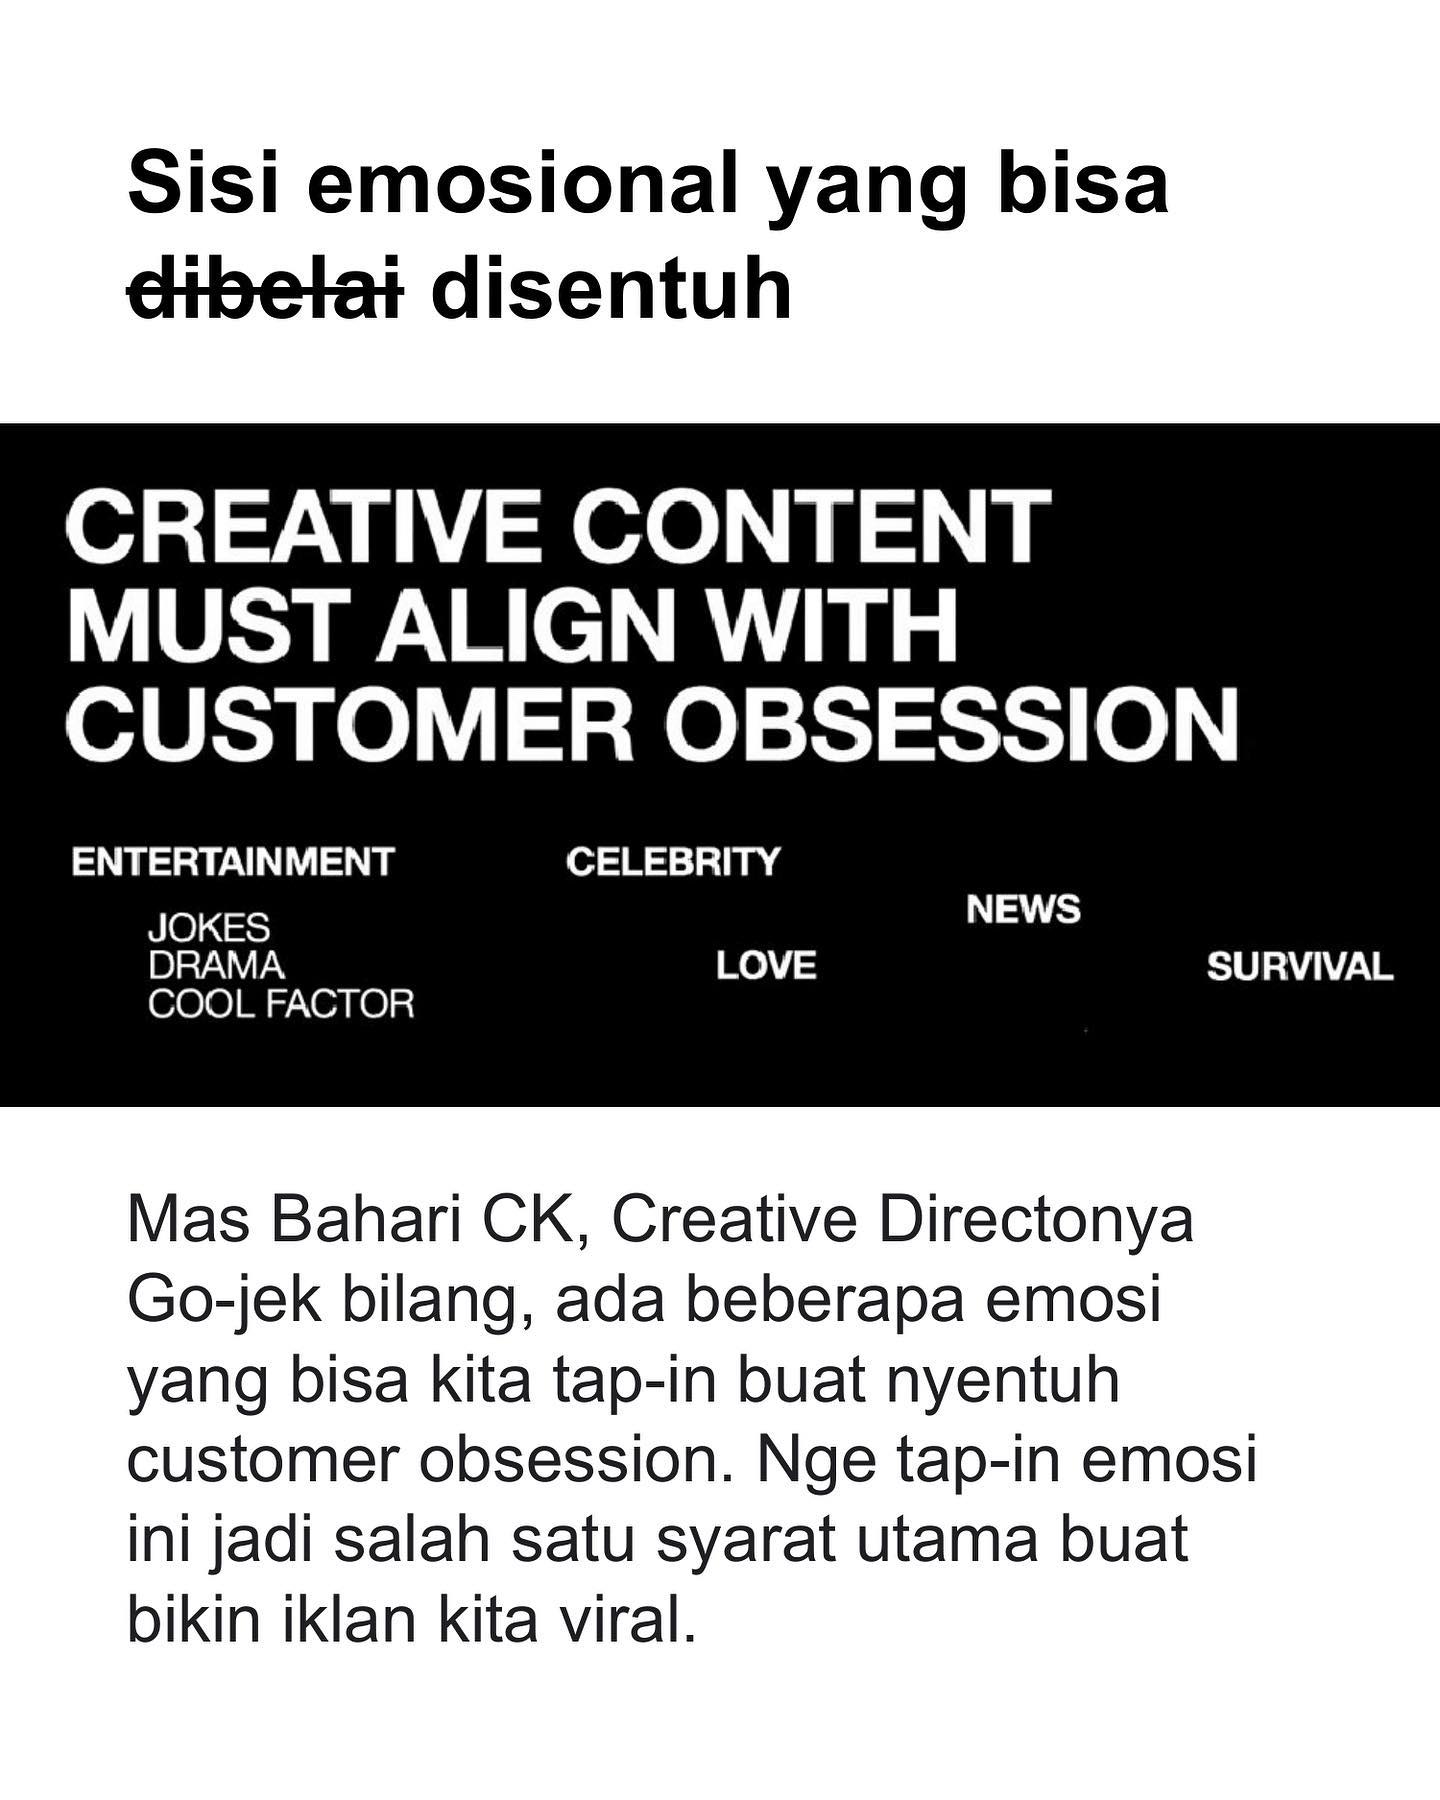 Sisi emosional yang bisa
dibelai disentuh
CREATIVE CONTENT
MUST ALIGN WITH
CUSTOMER OBSESSION
ENTERTAINMENT
JOKES
DRAMA
COOL FACTOR
CELEBRITY
LOVE
NEWS
SURVIVAL
Mas Bahari CK, Creative Directonya
Go-jek bilang, ada beberapa emosi
yang bisa kita tap-in buat nyentuh
customer obsession. Nge tap-in emosi
ini jadi salah satu syarat utama buat
bikin iklan kita viral.